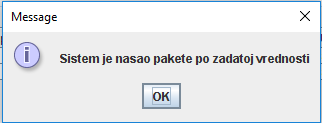 Message
Sistem je nasao pakete po zadatoj vrednosti
OK